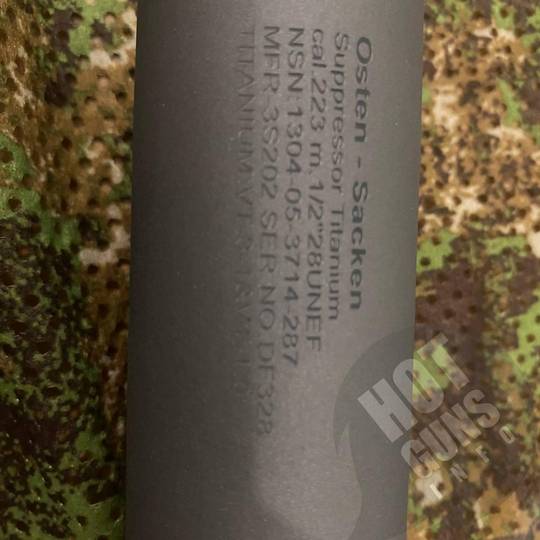 Osten - Sacken
Suppressor Titanium
cal.223 m.1/2"28UNEF
NSN:1304-05-3714-287
MFR-3S202 SER NO.DF328
TITANIUM
HOT
GUNS
INFO